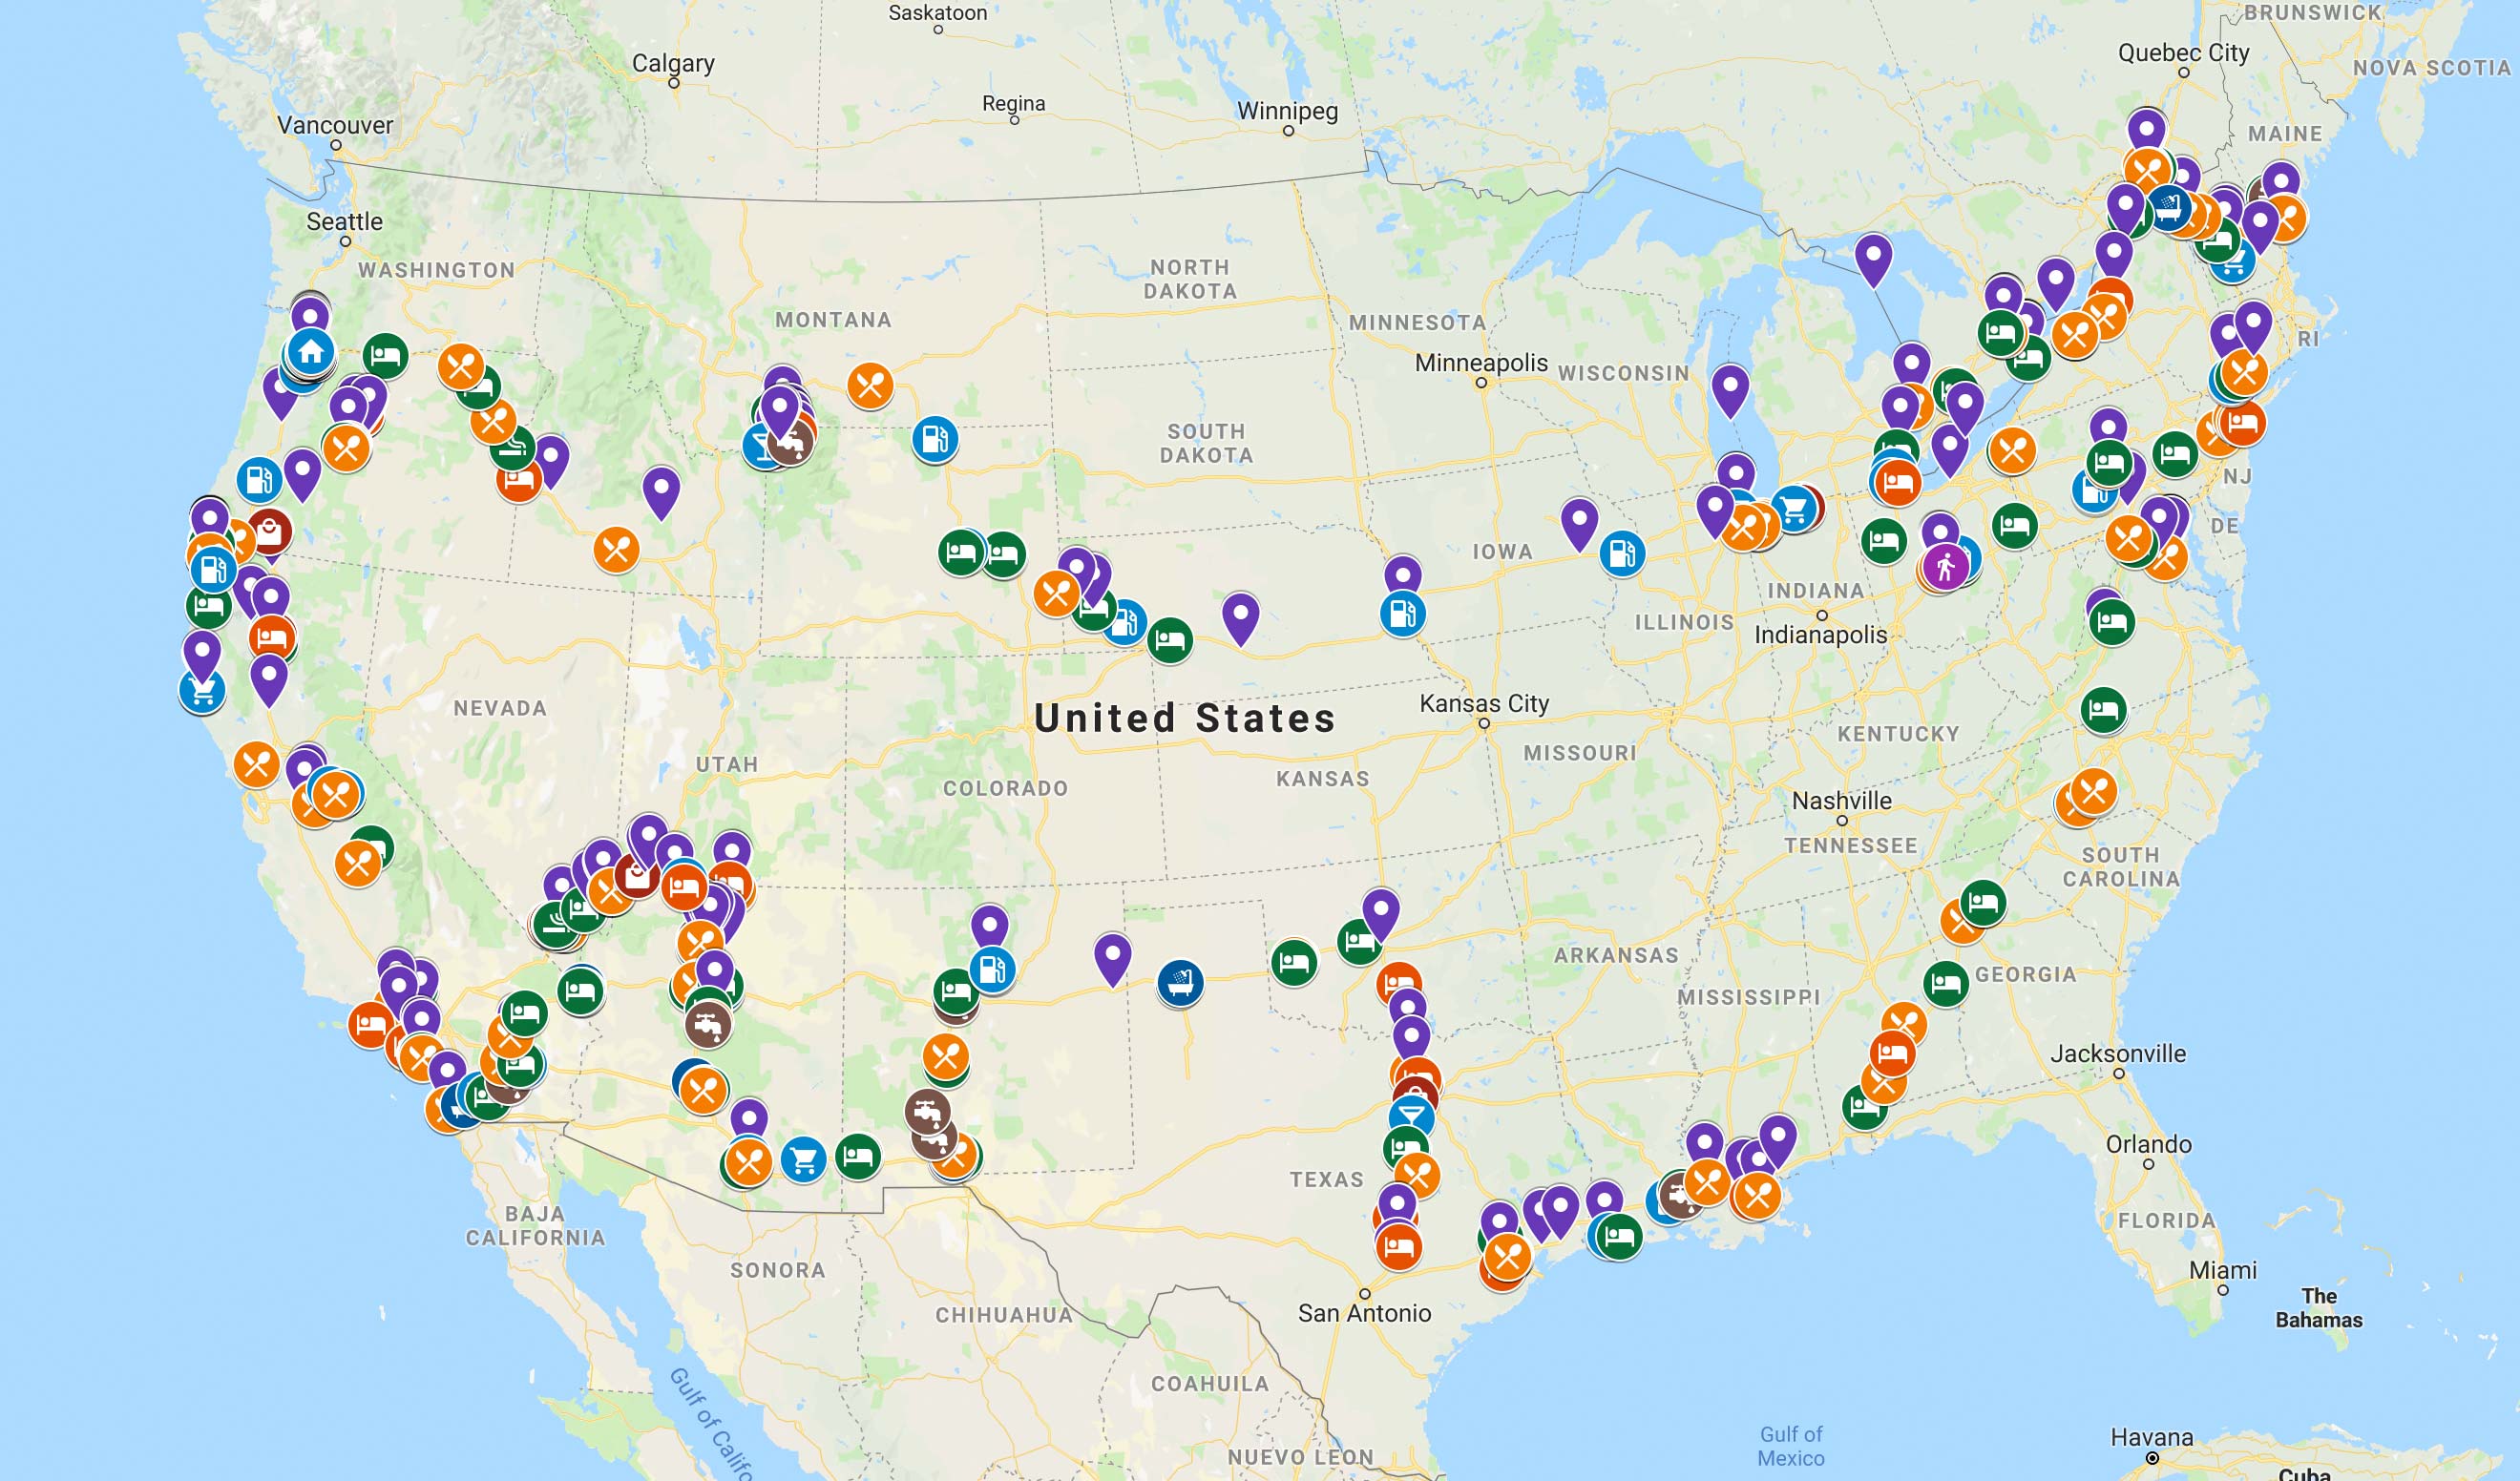 Saskatoon
BRUNSWICK
Quebec City
Calgary
NOVA SCOTIA
Regina
Winnipeg
Vancouver
MAINE
Seattle
WASHINGTON
NORTH
DAKOTA
MONTANA
MINNESOTA
RI
Minneapolis
WISCONSIN
SOUTH
DAKOTA
NJ
DE
IOWA
INDIANA
ILLINOIS
Indianapolis
NEVADA
United States
Kansas City
KENTUCKY
UTAH
MISSOURI
KANSAS
COLORADO
Nashville
TENNESSEE
SOUTH
CAROLINA
ARKANSAS
GEORGIA
MISSISSIPPI
Jacksonville
Orlando
TEXAS
BAJA
CALIFORNIA
FLORIDA
SONORA
Miami
The
Bahamas
CHIHUAHUA
San Antonio
COAHUILA
Gulf of Califo
Gulf of
Mexico
Havana
NUEVO LEON
Cuba